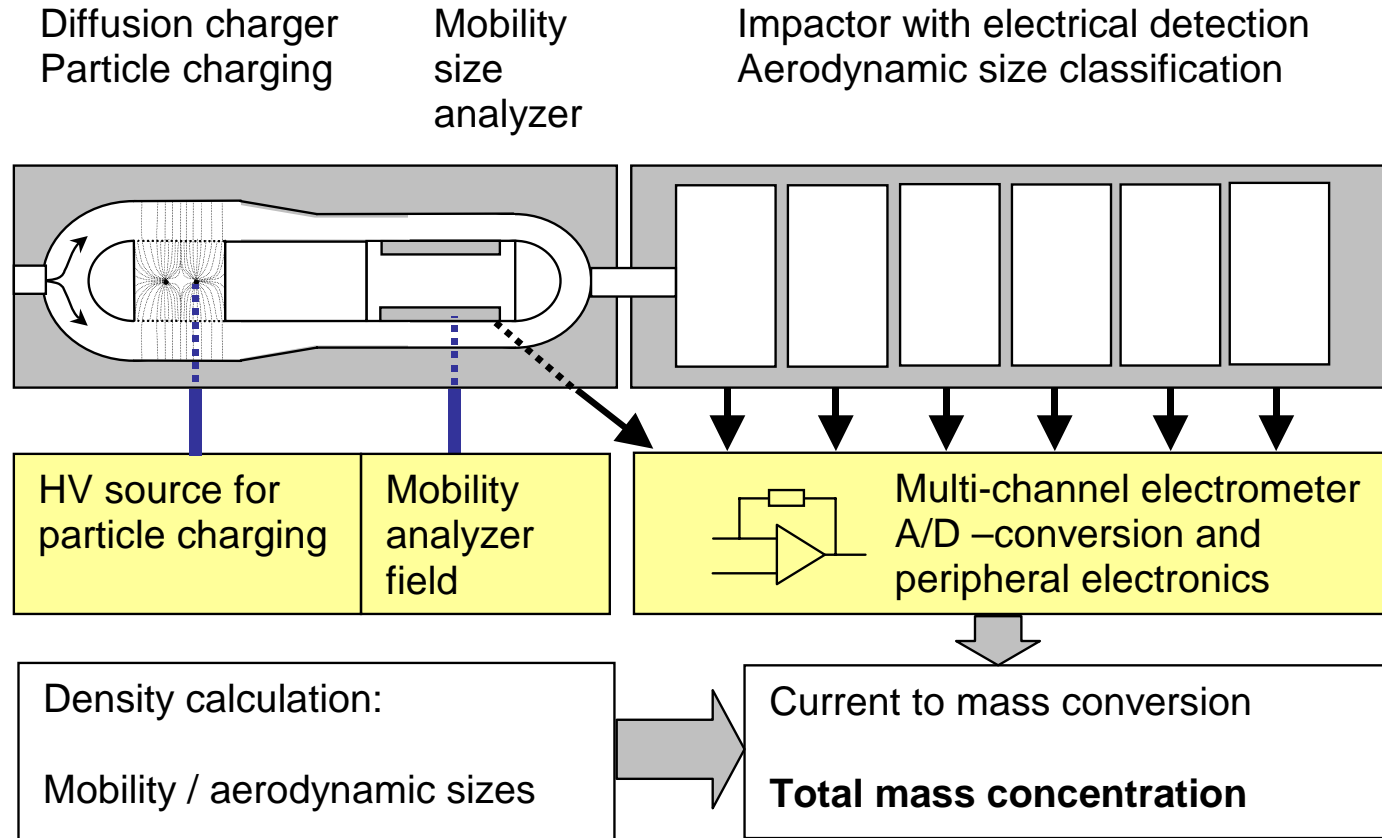 Diffusion charger
Particle charging
Mobility
size
analyzer
Impactor with electrical detection
Aerodynamic size classification
HV source for
particle charging
Mobility
analyzer
field
Multi-channel electrometer
A/D –conversion and
peripheral electronics
Density calculation:
Mobility / aerodynamic sizes
Current to mass conversion
Total mass concentration